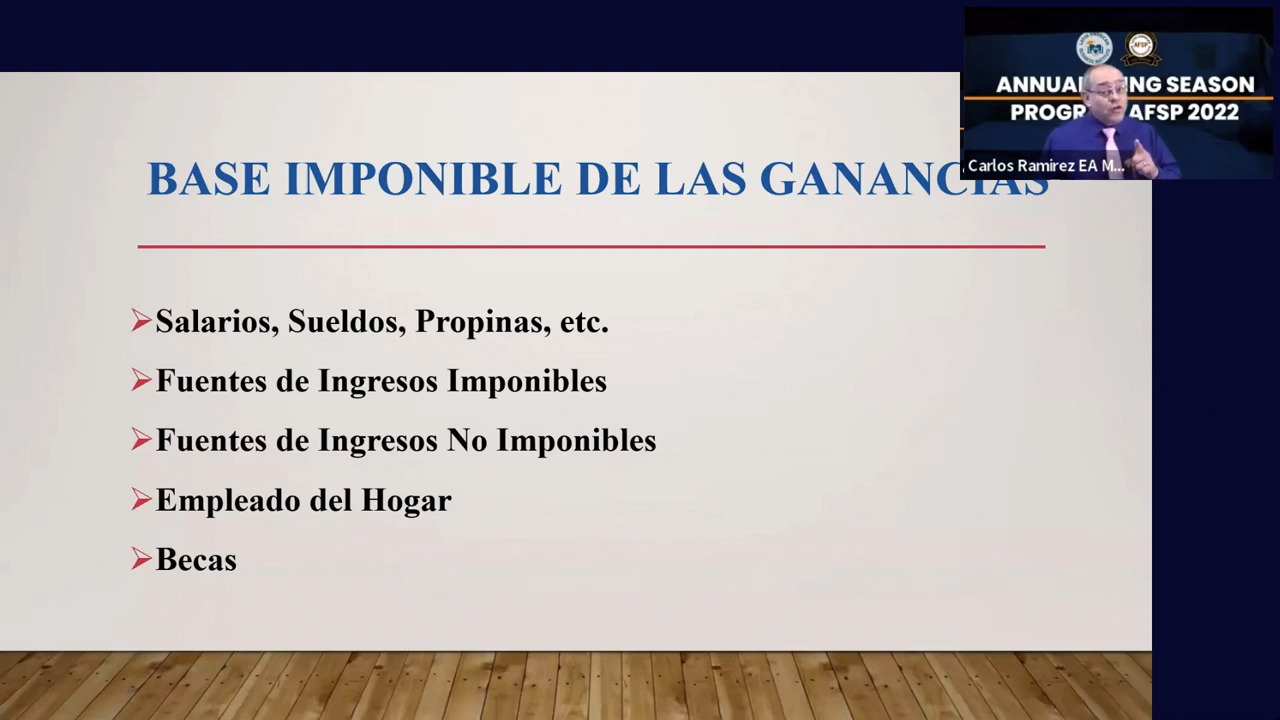 BASE IMPONIBLE DE LAS GANANCIAS
Salarios, Sueldos, Propinas, etc.
Fuentes de Ingresos Imponibles
Fuentes de Ingresos No Imponibles
Empleado del Hogar
Becas
AFSP
SEASON
AFSP 2022
Carlos Ramirez EA M...